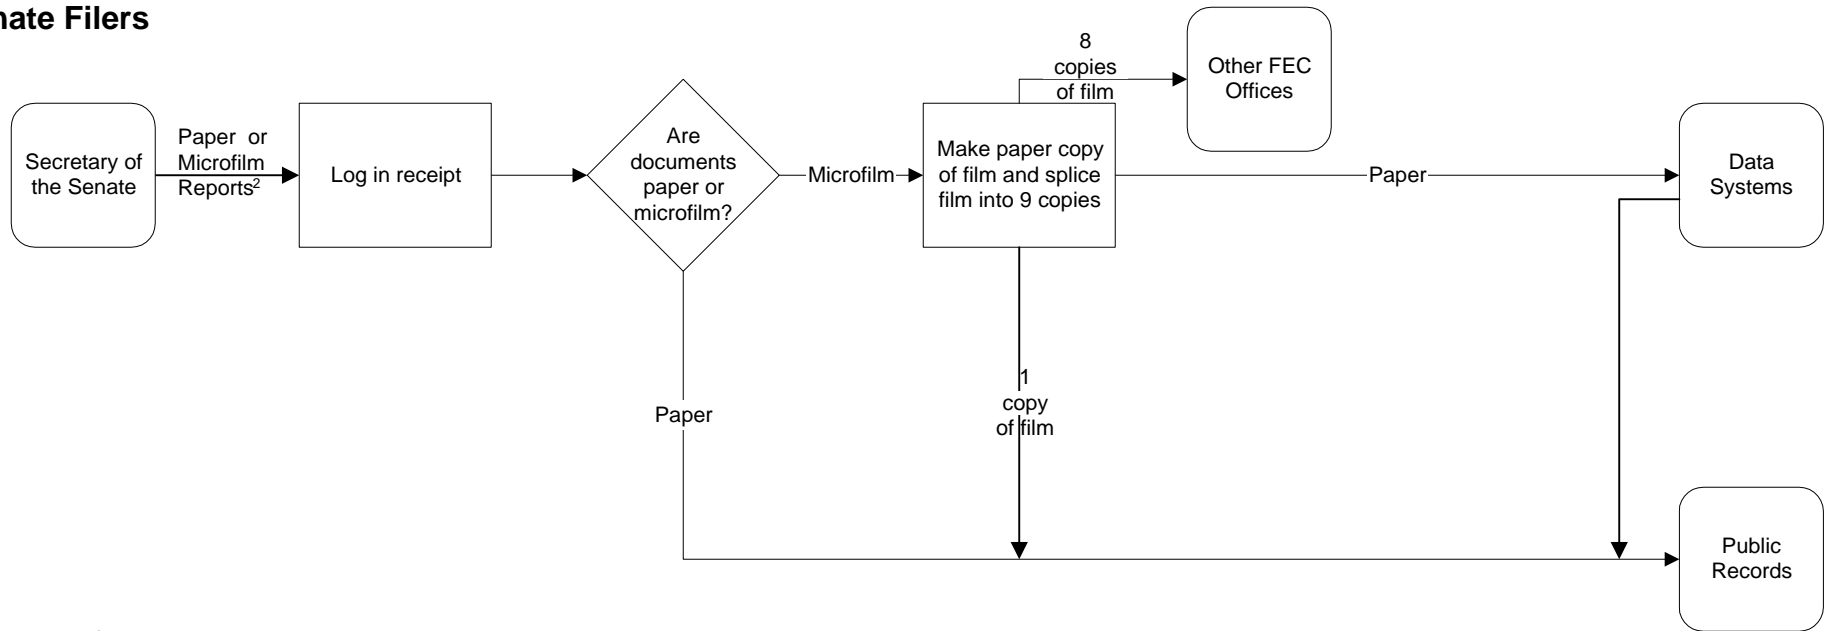 nate Filers
8
copies
of film
Other FEC
Offices
Secretary of
the Senate
Paper or
Microfilm
Reports²
Log in receipt
Are
documents
paper or
microfilm?
Microfilm
Make paper copy
of film and splice
film into 9 copies
Paper
Data
Systems
Paper
1
copy
of film
Public
Records